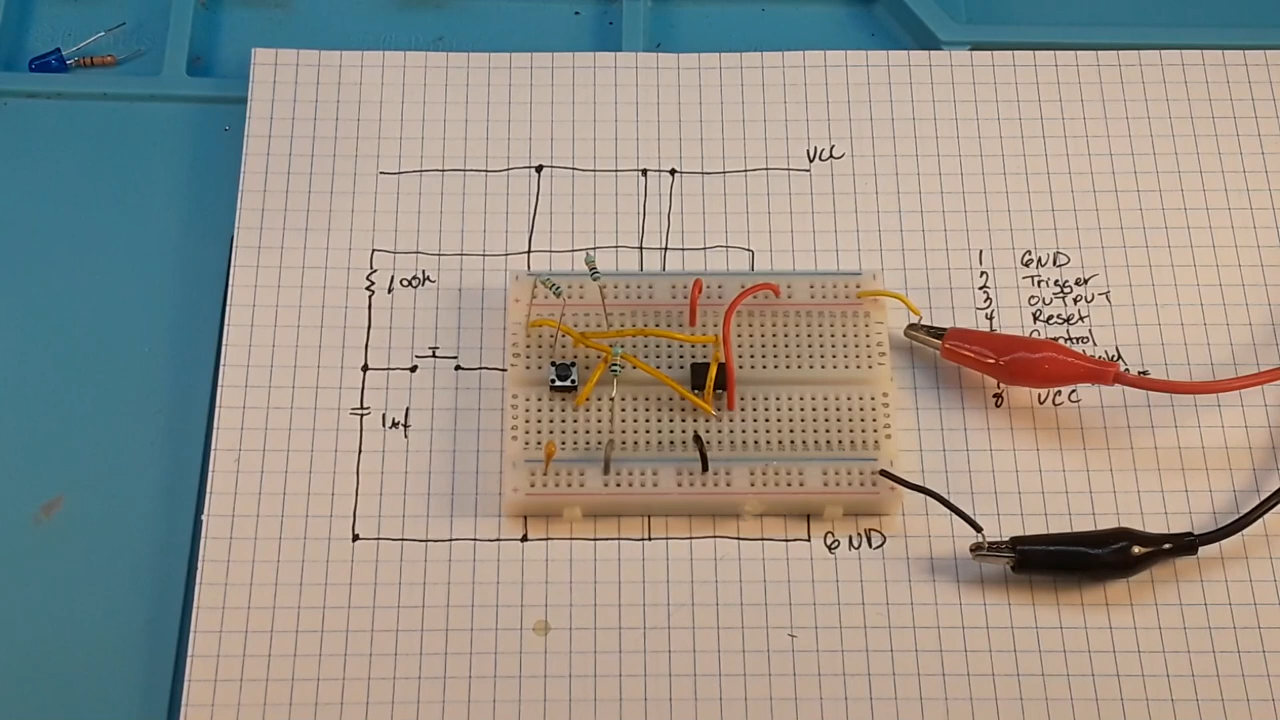 VCC
100k
1uf
1 GND
2 Trigger
3 OUTPUT
4 Reset
8 VCC
GND